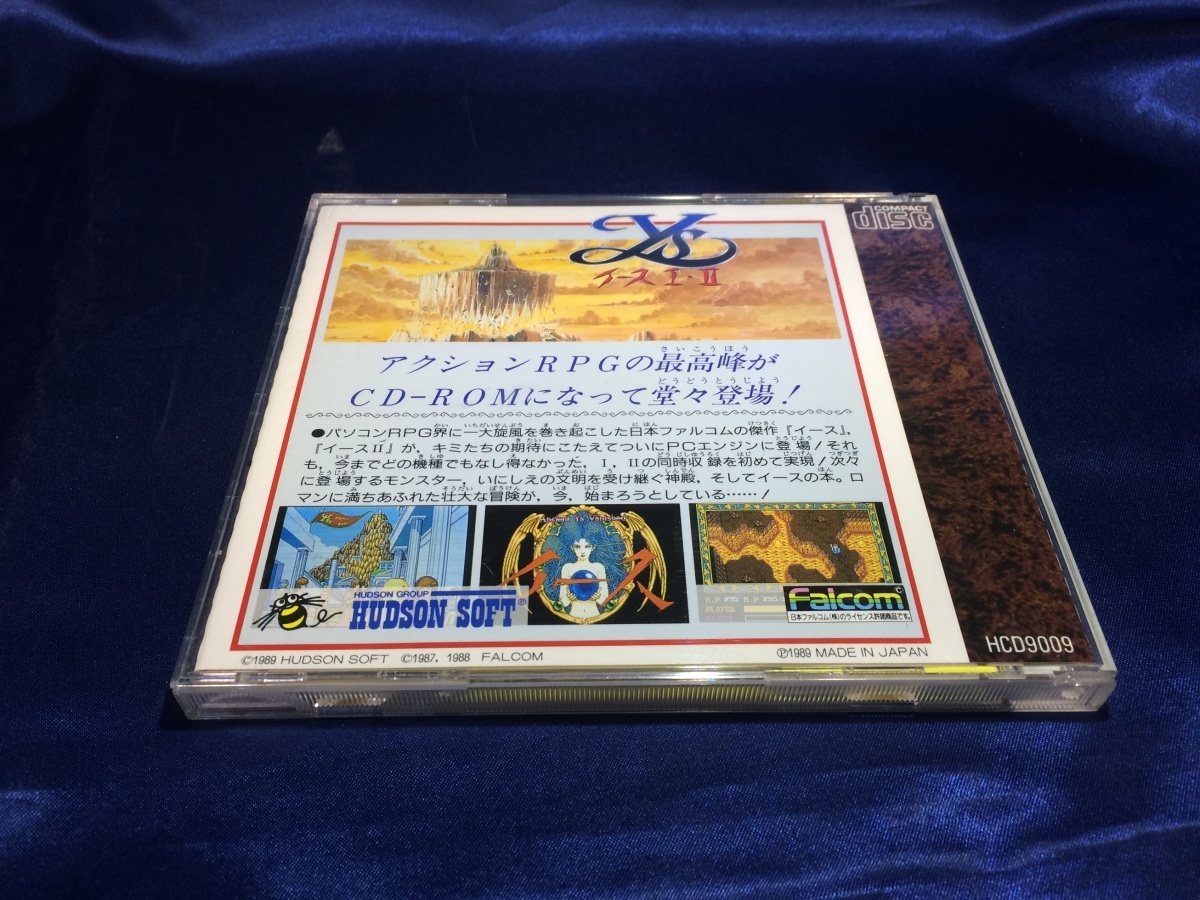 COMPACT
disc
Ys
イース I・II
アクションRPGの最高峰が
CD-ROMになって堂々登場!
●パソコンRPG界に一大旋風を巻き起こした日本ファルコムの傑作『イース』,
『イースII』が,キミたちの期待にこたえてついにPCエンジンに登場!それ
も,今までどの機種でもなし得なかった,I,IIの同時収録を初めて実現!次々
に登場するモンスター,いにしえの文明を受け継ぐ神殿,そしてイースの本。ロ
マンに満ちあふれた壮大な冒険が,今,始まろうとしている……!
Ancient Ys Vanished
イース
HUDSON GROUP
HUDSON SOFT®
PLAYER
Falcom
日本ファルコム(株)のライセンス許諾商品です。
©1989 HUDSON SOFT ©1987, 1988 FALCOM
℗1989 MADE IN JAPAN
HCD9009